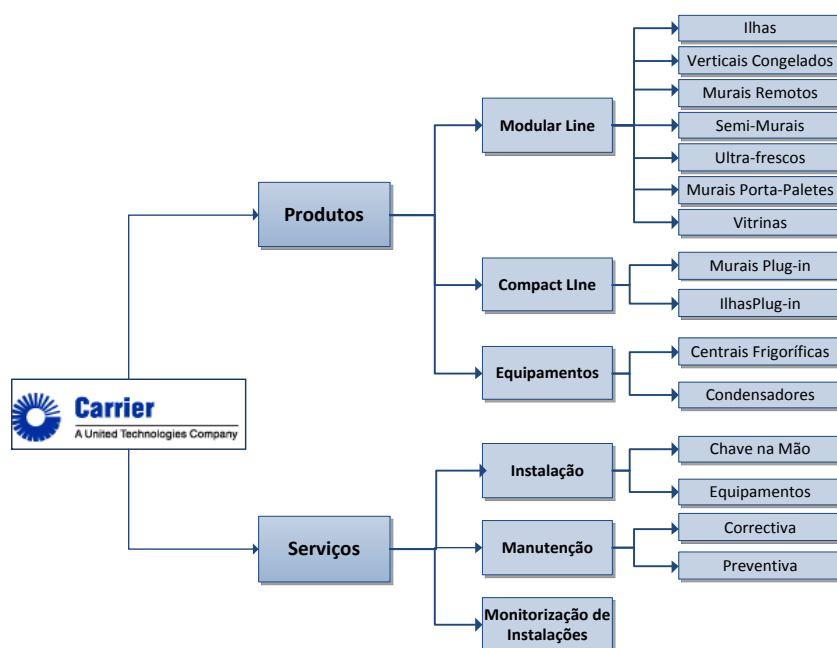 Ilhas
Verticais Congelados
Murais Remotos
Modular Line
Semi-Murais
Ultra-frescos
Murais Porta-Paletes
Produtos
Vitrinas
Murais Plug-in
Compact LIne
IlhasPlug-in
Centrais Frigoríficas
Equipamentos
Condensadores
Carrier
A United Technologies Company
Chave na Mão
Instalação
Equipamentos
Correctiva
Serviços
Manutenção
Preventiva
Monitorização de
Instalações